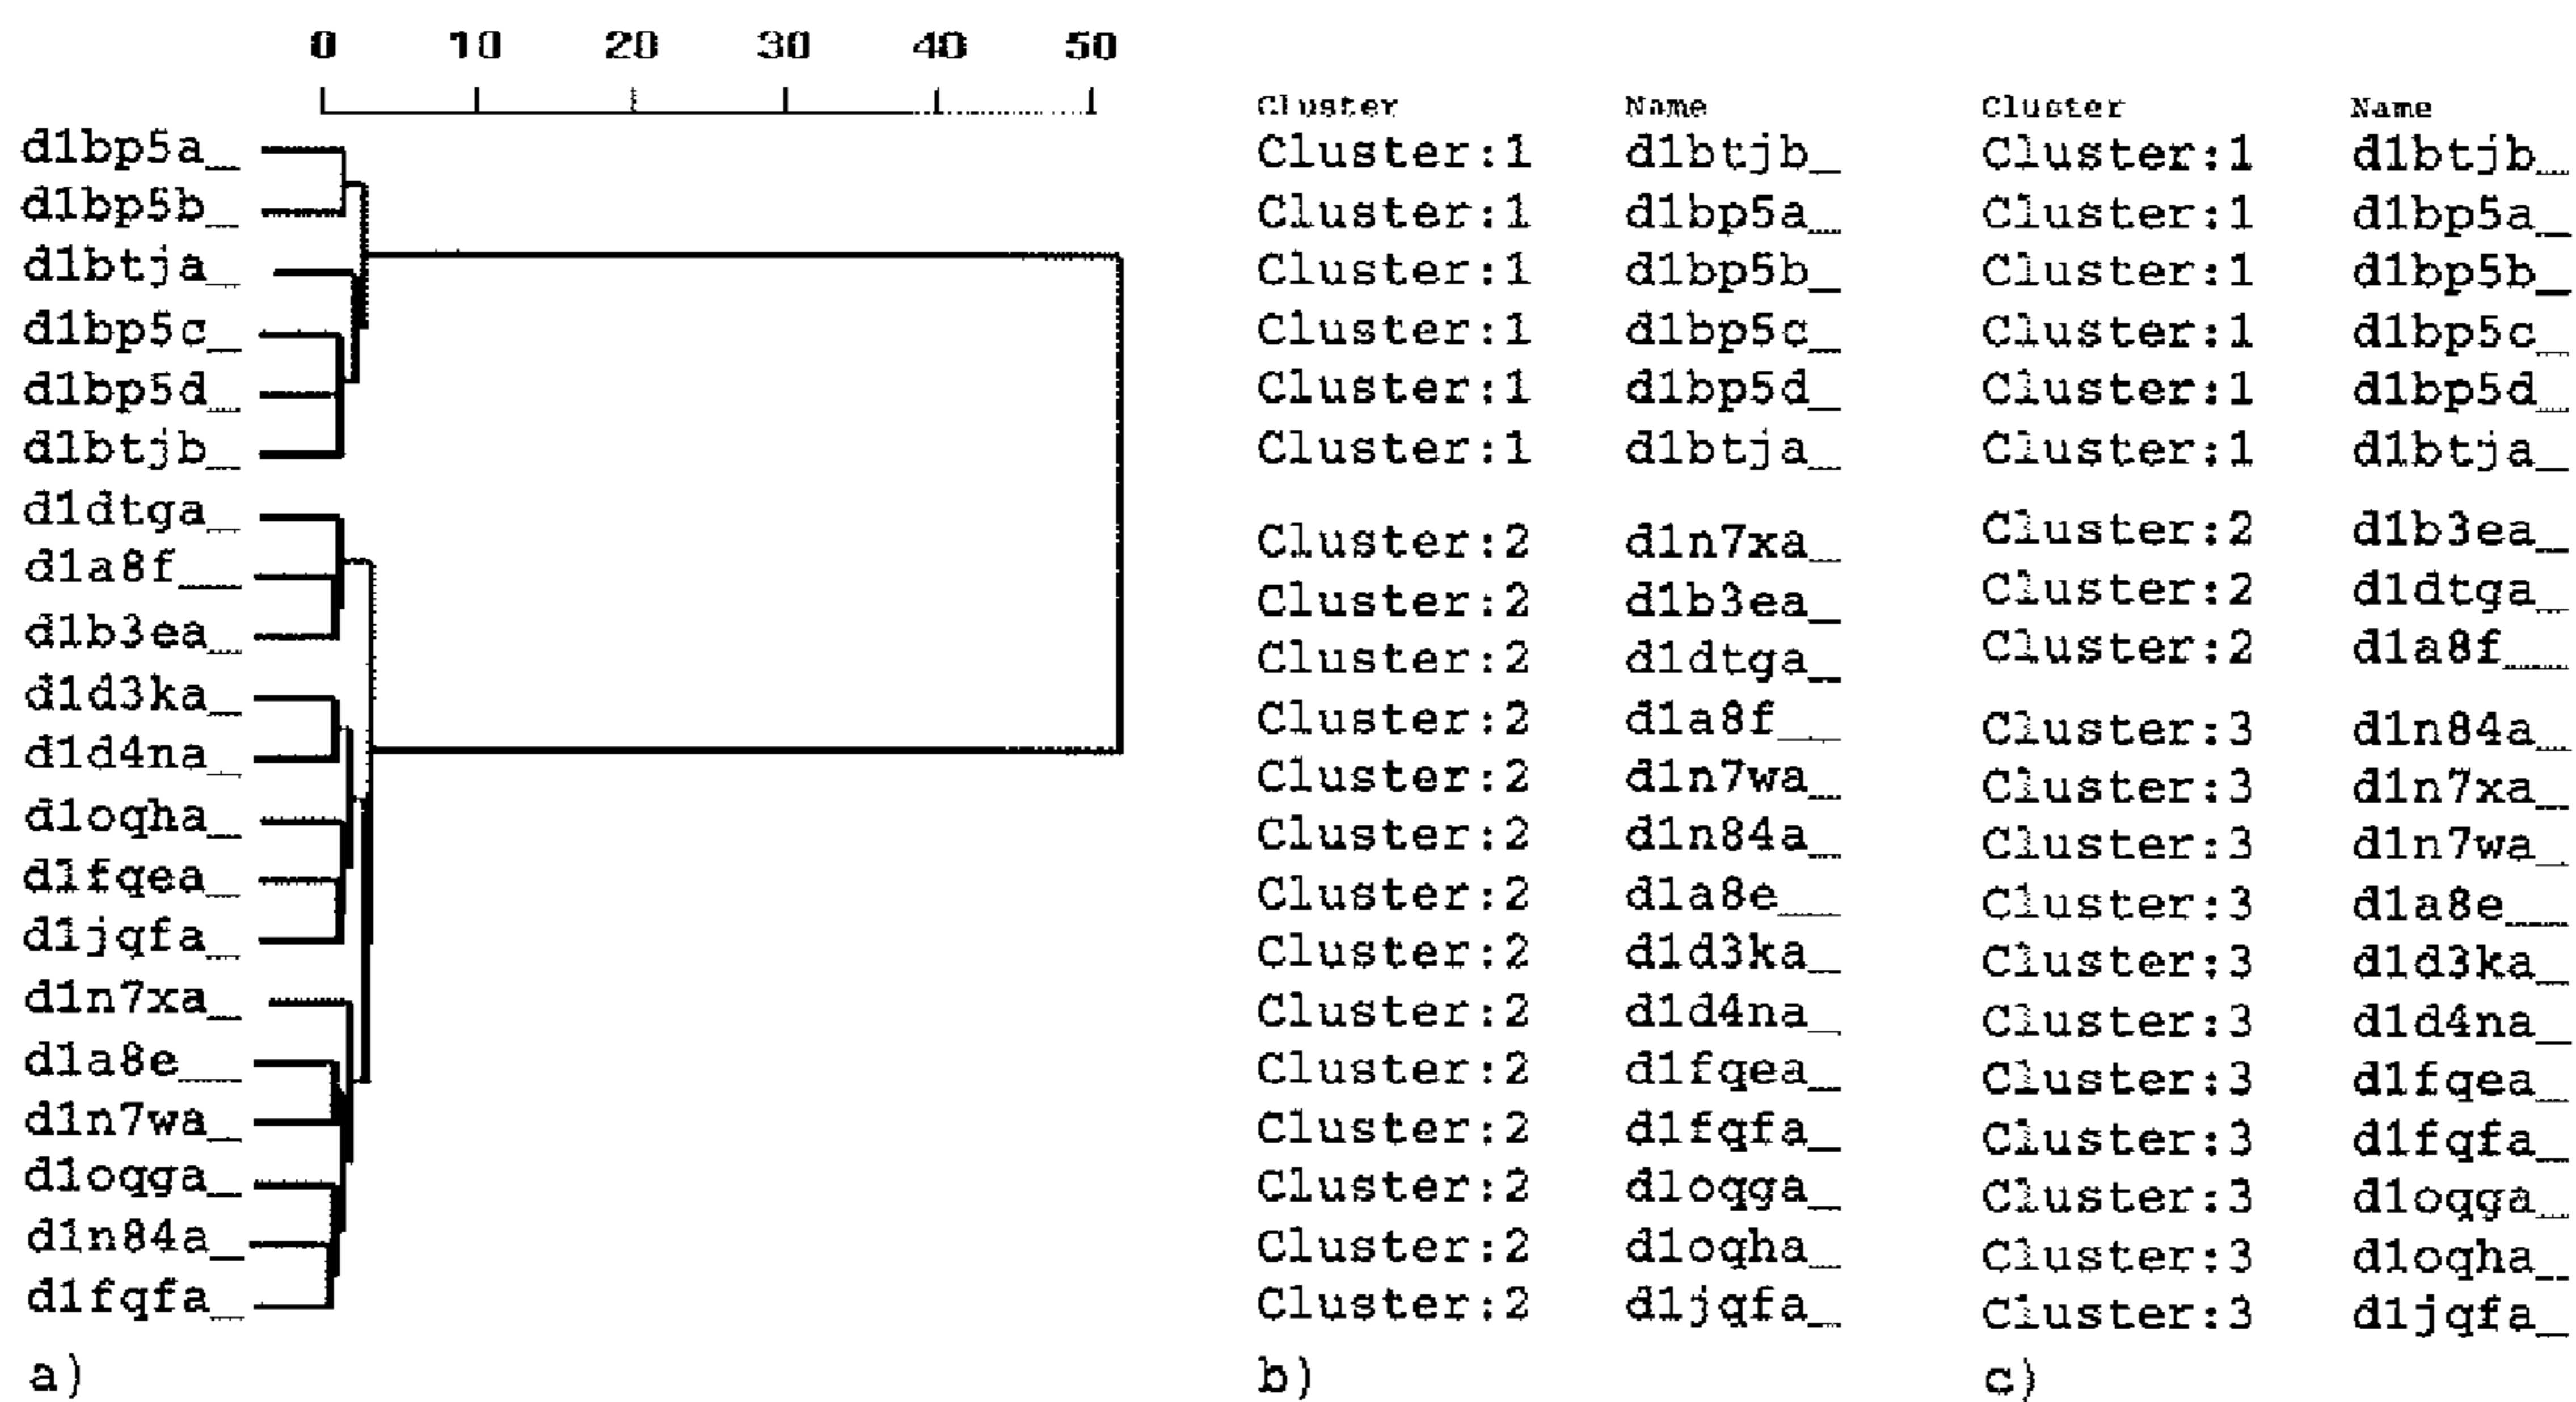 0 10 20 30 40 50
d1bp5a_
d1bp5b_
d1btja_
d1bp5c_
d1bp5d_
d1btjb_
d1dtga_
d1a8f__
d1b3ea_
d1d3ka_
d1d4na_
d1oqha_
d1fqea_
d1jqfa_
d1n7xa_
d1a8e__
d1n7wa_
d1oqga_
d1n84a_
d1fqfa_
a)
Cluster Name
Cluster:1 d1btjb_
Cluster:1 d1bp5a_
Cluster:1 d1bp5b_
Cluster:1 d1bp5c_
Cluster:1 d1bp5d_
Cluster:1 d1btja_
Cluster:2 d1n7xa_
Cluster:2 d1b3ea_
Cluster:2 d1dtga_
Cluster:2 d1a8f__
Cluster:2 d1n7wa_
Cluster:2 d1n84a_
Cluster:2 d1a8e__
Cluster:2 d1d3ka_
Cluster:2 d1d4na_
Cluster:2 d1fqea_
Cluster:2 d1fqfa_
Cluster:2 d1oqga_
Cluster:2 d1oqha_
Cluster:2 d1jqfa_
b)
Cluster Name
Cluster:1 d1btjb_
Cluster:1 d1bp5a_
Cluster:1 d1bp5b_
Cluster:1 d1bp5c_
Cluster:1 d1bp5d_
Cluster:1 d1btja_
Cluster:2 d1b3ea_
Cluster:2 d1dtga_
Cluster:2 d1a8f__
Cluster:3 d1n84a_
Cluster:3 d1n7xa_
Cluster:3 d1n7wa_
Cluster:3 d1a8e__
Cluster:3 d1d3ka_
Cluster:3 d1d4na_
Cluster:3 d1fqea_
Cluster:3 d1fqfa_
Cluster:3 d1oqga_
Cluster:3 d1oqha_
Cluster:3 d1jqfa_
c)